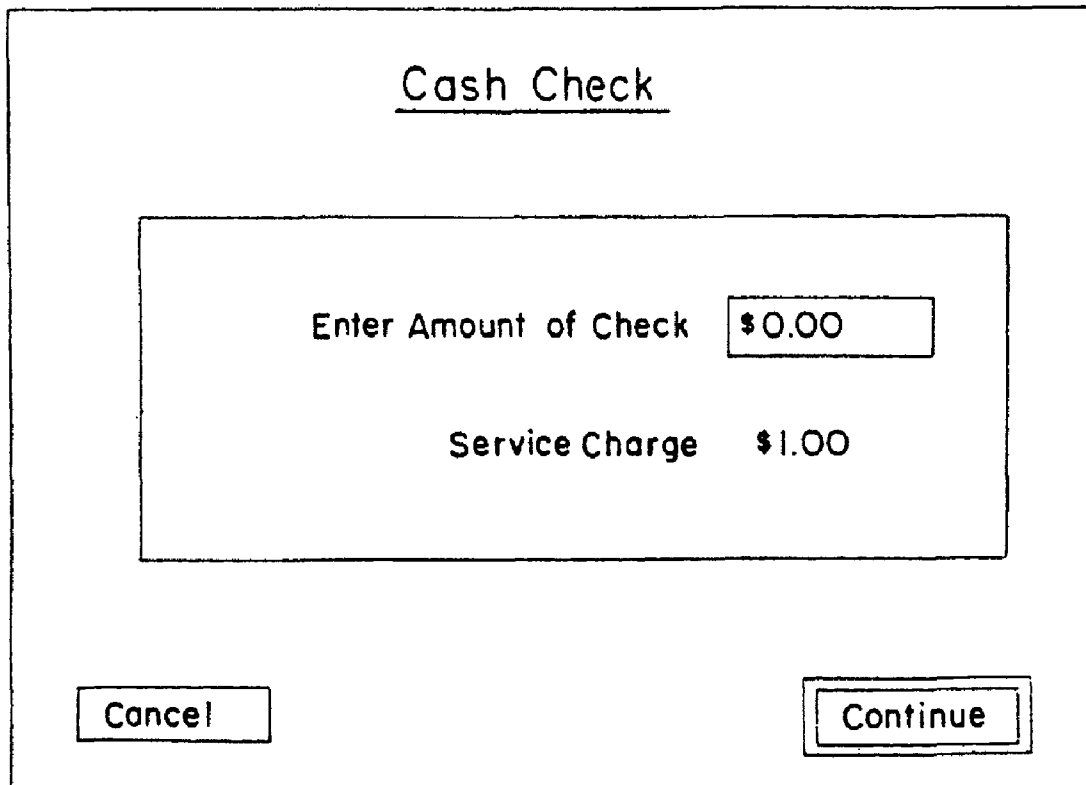 Cash Check
Enter Amount of Check $0.00
Service Charge $1.00
Cancel
Continue